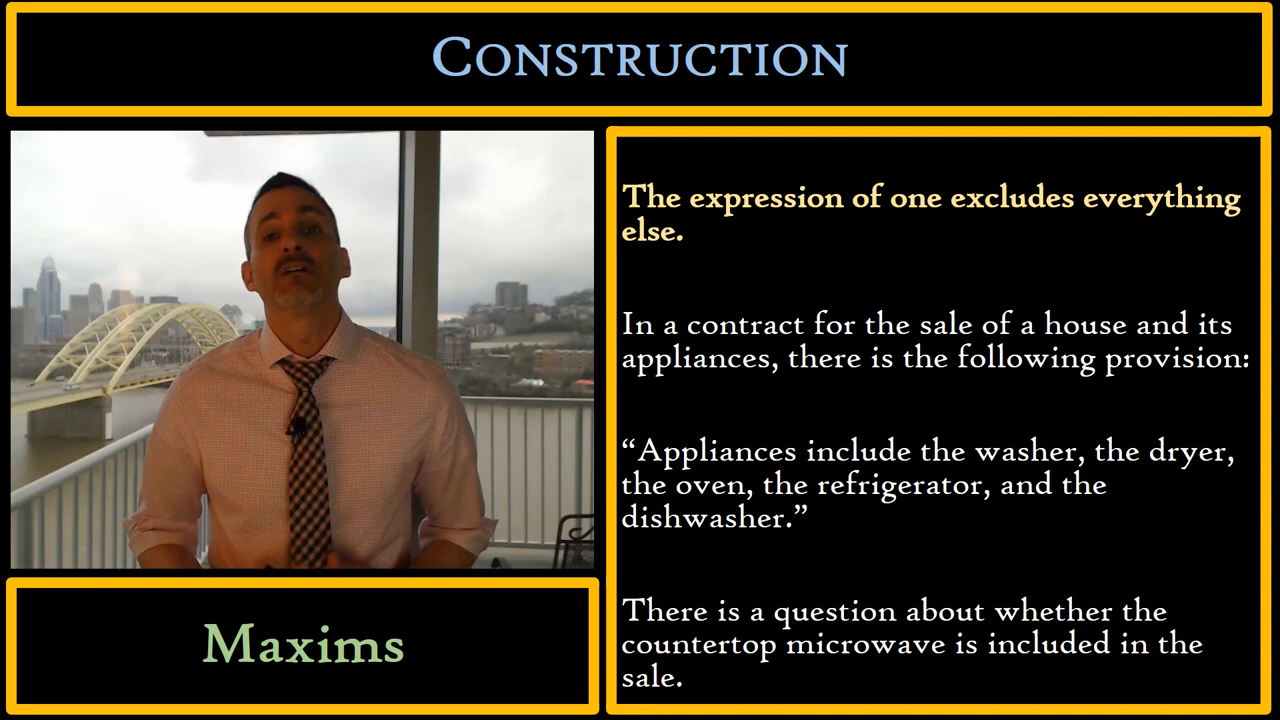 CONSTRUCTION
The expression of one excludes everything
else.
In a contract for the sale of a house and its
appliances, there is the following provision:
“Appliances include the washer, the dryer,
the oven, the refrigerator, and the
dishwasher.”
There is a question about whether the
countertop microwave is included in the
sale.
Maxims